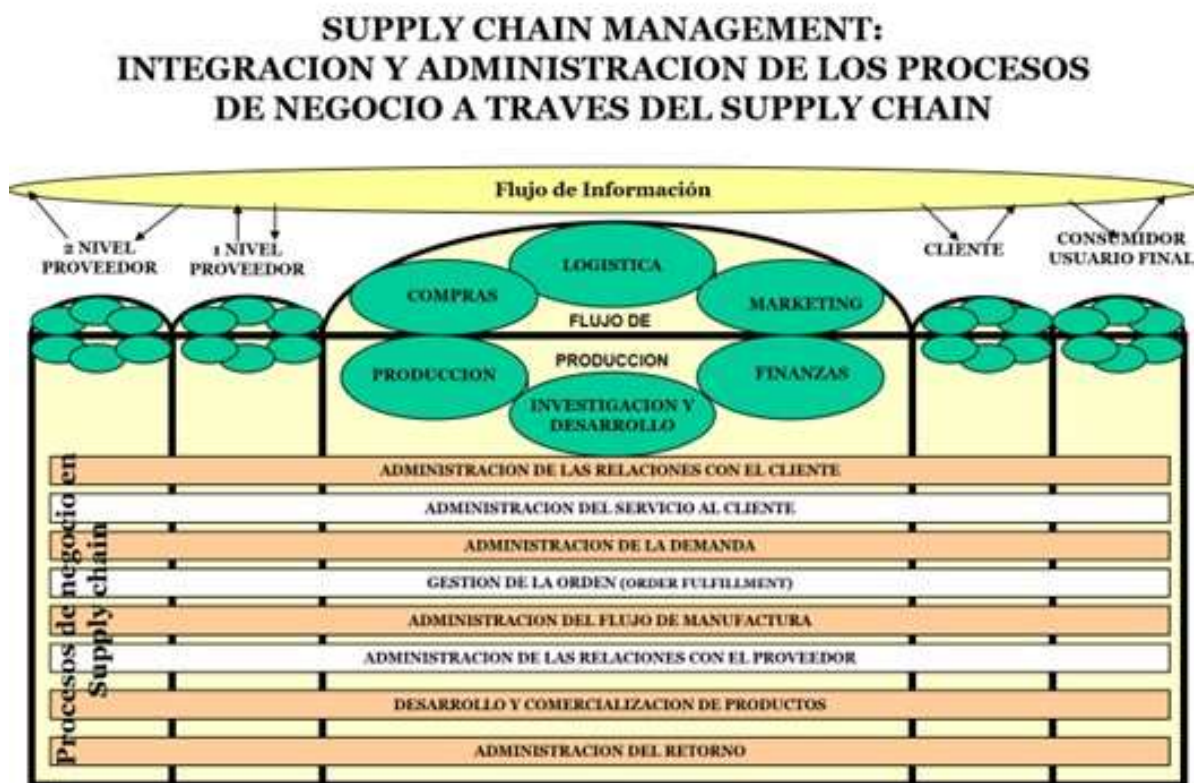 SUPPLY CHAIN MANAGEMENT:
INTEGRACION Y ADMINISTRACION DE LOS PROCESOS
DE NEGOCIO A TRAVES DEL SUPPLY CHAIN
Flujo de Información
2 NIVEL
PROVEEDOR
1 NIVEL
PROVEEDOR
CLIENTE
CONSUMIDOR
USUARIO FINAL
LOGISTICA
COMPRAS
MARKETING
FLUJO DE
PRODUCCION
PRODUCCION
FINANZAS
INVESTIGACION Y
DESARROLLO
Procesos de negocio en
Supply chain
ADMINISTRACION DE LAS RELACIONES CON EL CLIENTE
ADMINISTRACION DEL SERVICIO AL CLIENTE
ADMINISTRACION DE LA DEMANDA
GESTION DE LA ORDEN (ORDER FULFILLMENT)
ADMINISTRACION DEL FLUJO DE MANUFACTURA
ADMINISTRACION DE LAS RELACIONES CON EL PROVEEDOR
DESARROLLO Y COMERCIALIZACION DE PRODUCTOS
ADMINISTRACION DEL RETORNO